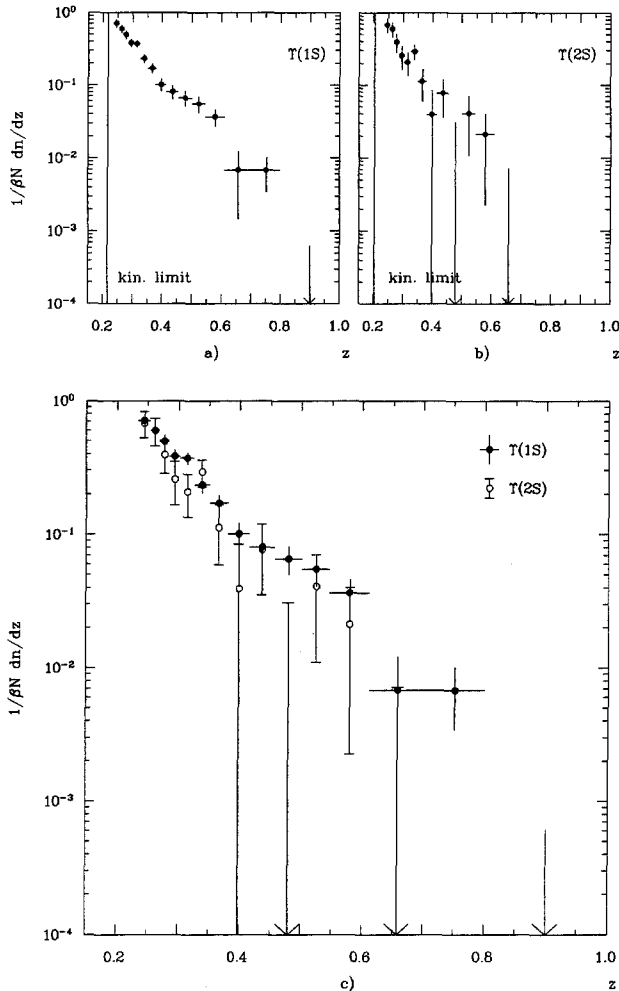 10⁰
10⁻¹
10⁻²
10⁻³
10⁻⁴
1/βN dn/dz
ϒ(1S)
kin. limit
0.2 0.4 0.6 0.8 1.0
a) z
ϒ(2S)
kin. limit
0.2 0.4 0.6 0.8 1.0
b) z
10⁰
10⁻¹
10⁻²
10⁻³
10⁻⁴
1/βN dn/dz
ϒ(1S)
ϒ(2S)
0.2 0.4 0.6 0.8 1.0
c) z